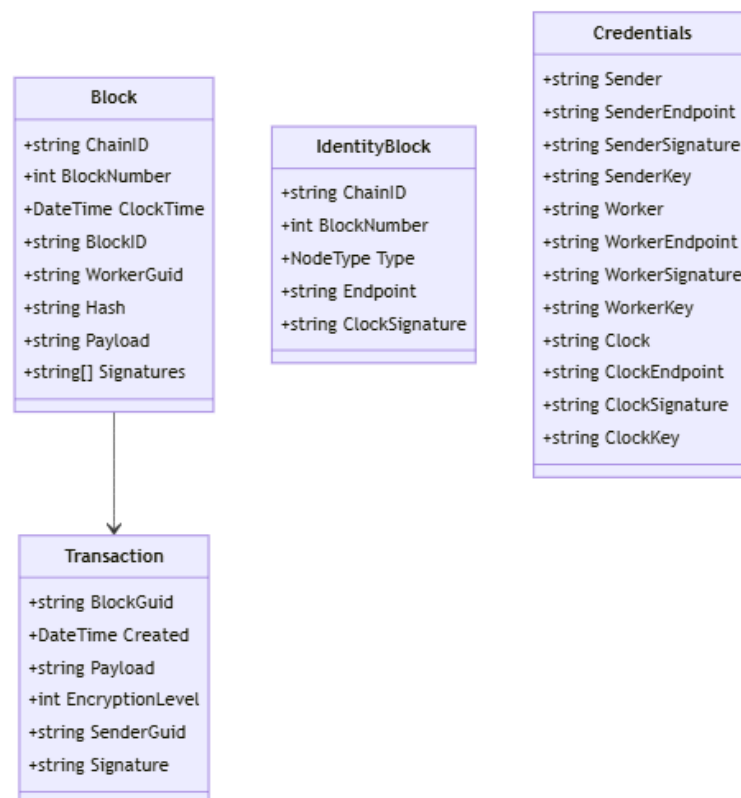 Block
+string ChainID
+int BlockNumber
+DateTime ClockTime
+string BlockID
+string WorkerGuid
+string Hash
+string Payload
+string[] Signatures
IdentityBlock
+string ChainID
+int BlockNumber
+NodeType Type
+string Endpoint
+string ClockSignature
Credentials
+string Sender
+string SenderEndpoint
+string SenderSignature
+string SenderKey
+string Worker
+string WorkerEndpoint
+string WorkerSignature
+string WorkerKey
+string Clock
+string ClockEndpoint
+string ClockSignature
+string ClockKey
Transaction
+string BlockGuid
+DateTime Created
+string Payload
+int EncryptionLevel
+string SenderGuid
+string Signature